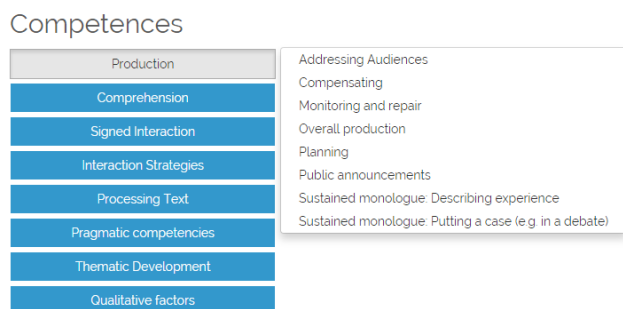 Competences
Production
Comprehension
Signed Interaction
Interaction Strategies
Processing Text
Pragmatic competencies
Thematic Development
Qualitative factors
Addressing Audiences
Compensating
Monitoring and repair
Overall production
Planning
Public announcements
Sustained monologue: Describing experience
Sustained monologue: Putting a case (e.g. in a debate)